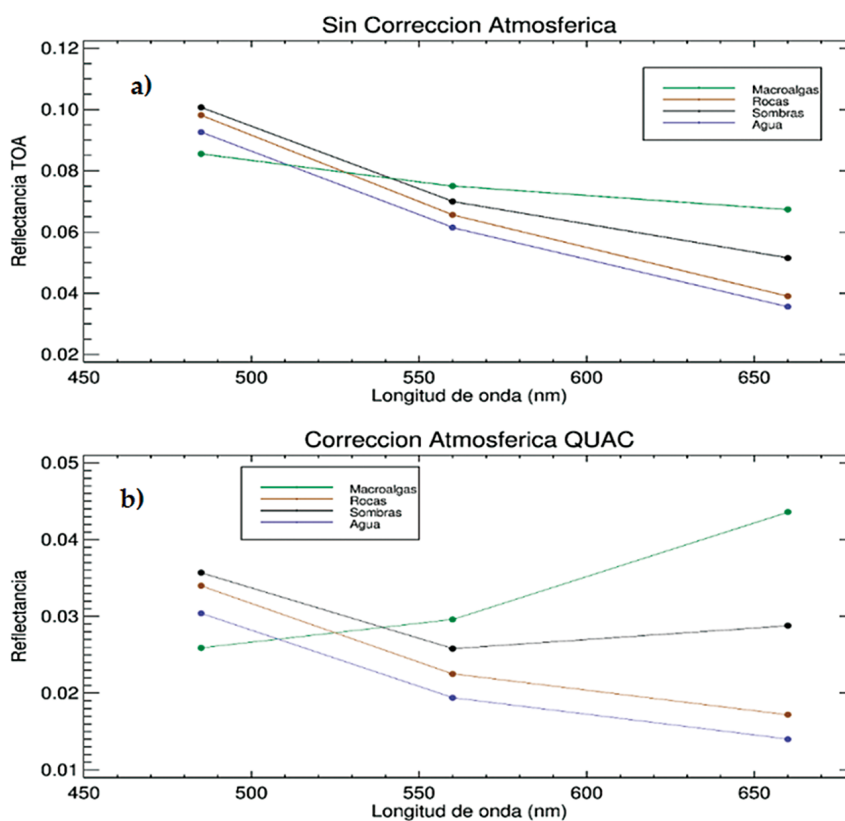 Sin Correccion Atmosferica
a)
Macroalgas
Rocas
Sombras
Agua
Reflectancia TOA
0.12
0.10
0.08
0.06
0.04
0.02
450 500 550 600 650
Longitud de onda (nm)
Correccion Atmosferica QUAC
b)
Macroalgas
Rocas
Sombras
Agua
Reflectancia
0.05
0.04
0.03
0.02
0.01
450 500 550 600 650
Longitud de onda (nm)